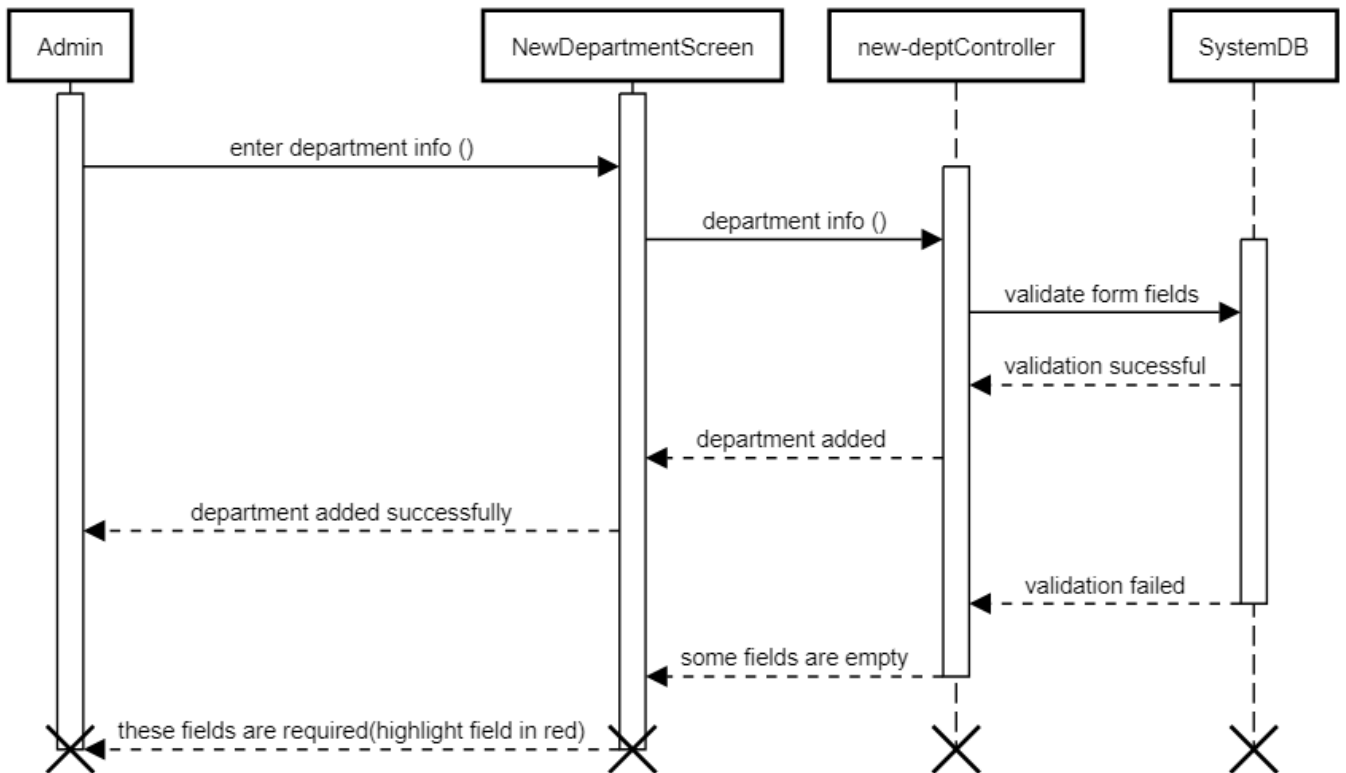 Admin
NewDepartmentScreen
new-deptController
SystemDB
enter department info ()
department info ()
validate form fields
validation sucessful
department added
department added successfully
validation failed
some fields are empty
these fields are required(highlight field in red)